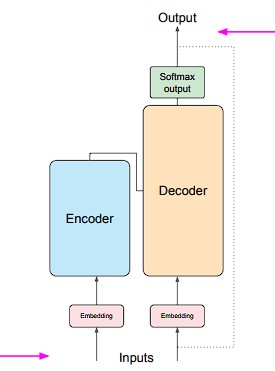 Output
Softmax
output
Encoder
Decoder
Embedding
Embedding
Inputs